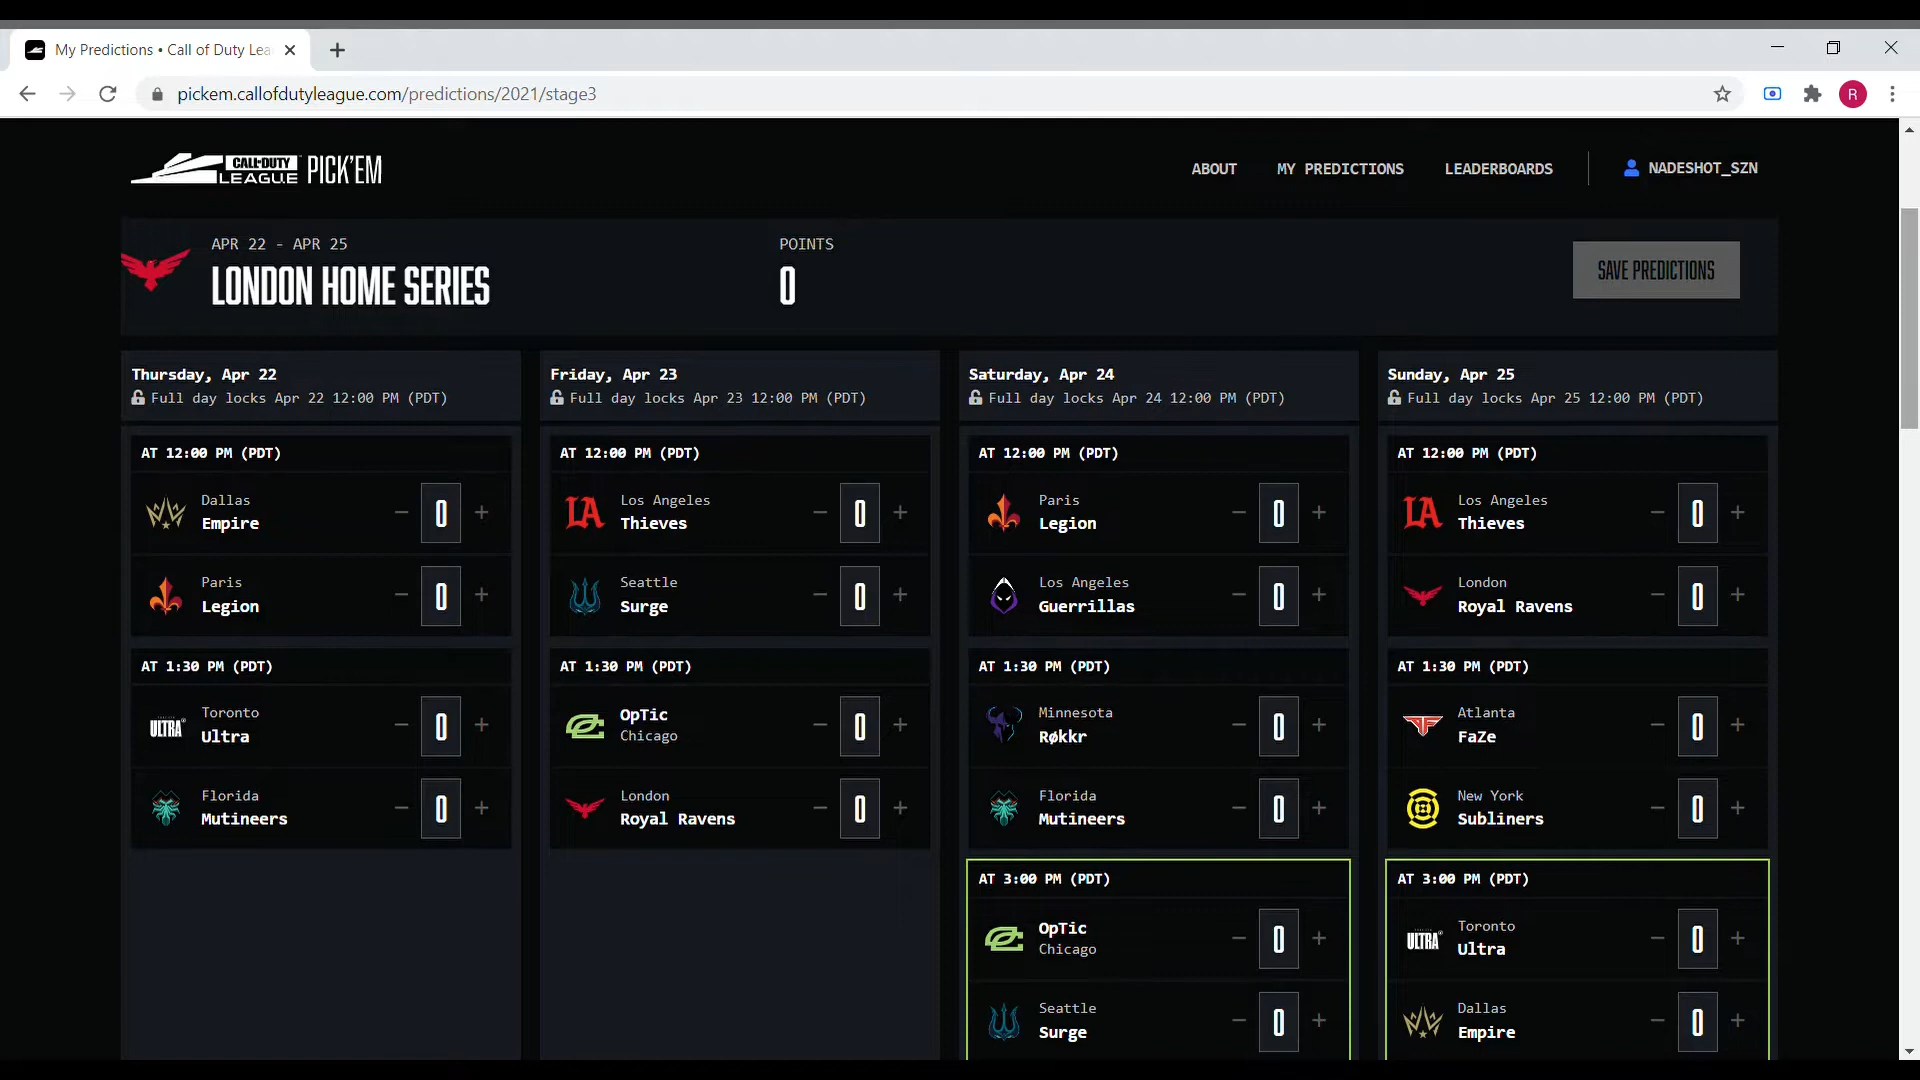 My Predictions • Call of Duty Lea
pickem.callofdutyleague.com/predictions/2021/stage3
R
CALL OF DUTY LEAGUE PICK'EM
ABOUT
MY PREDICTIONS
LEADERBOARDS
NADESHOT_SZN
APR 22 - APR 25
LONDON HOME SERIES
POINTS
0
SAVE PREDICTIONS
Thursday, Apr 22
Full day locks Apr 22 12:00 PM (PDT)
AT 12:00 PM (PDT)
Dallas
Empire
0
Paris
Legion
0
AT 1:30 PM (PDT)
ULTRA
Toronto
Ultra
0
Florida
Mutineers
0
Friday, Apr 23
Full day locks Apr 23 12:00 PM (PDT)
AT 12:00 PM (PDT)
LA
Los Angeles
Thieves
0
Seattle
Surge
0
AT 1:30 PM (PDT)
OpTic
Chicago
0
London
Royal Ravens
0
Saturday, Apr 24
Full day locks Apr 24 12:00 PM (PDT)
AT 12:00 PM (PDT)
Paris
Legion
0
Los Angeles
Guerrillas
0
AT 1:30 PM (PDT)
Minnesota
Røkkr
0
Florida
Mutineers
0
AT 3:00 PM (PDT)
OpTic
Chicago
0
Seattle
Surge
0
Sunday, Apr 25
Full day locks Apr 25 12:00 PM (PDT)
AT 12:00 PM (PDT)
LA
Los Angeles
Thieves
0
London
Royal Ravens
0
AT 1:30 PM (PDT)
Atlanta
FaZe
0
New York
Subliners
0
AT 3:00 PM (PDT)
ULTRA
Toronto
Ultra
0
Dallas
Empire
0